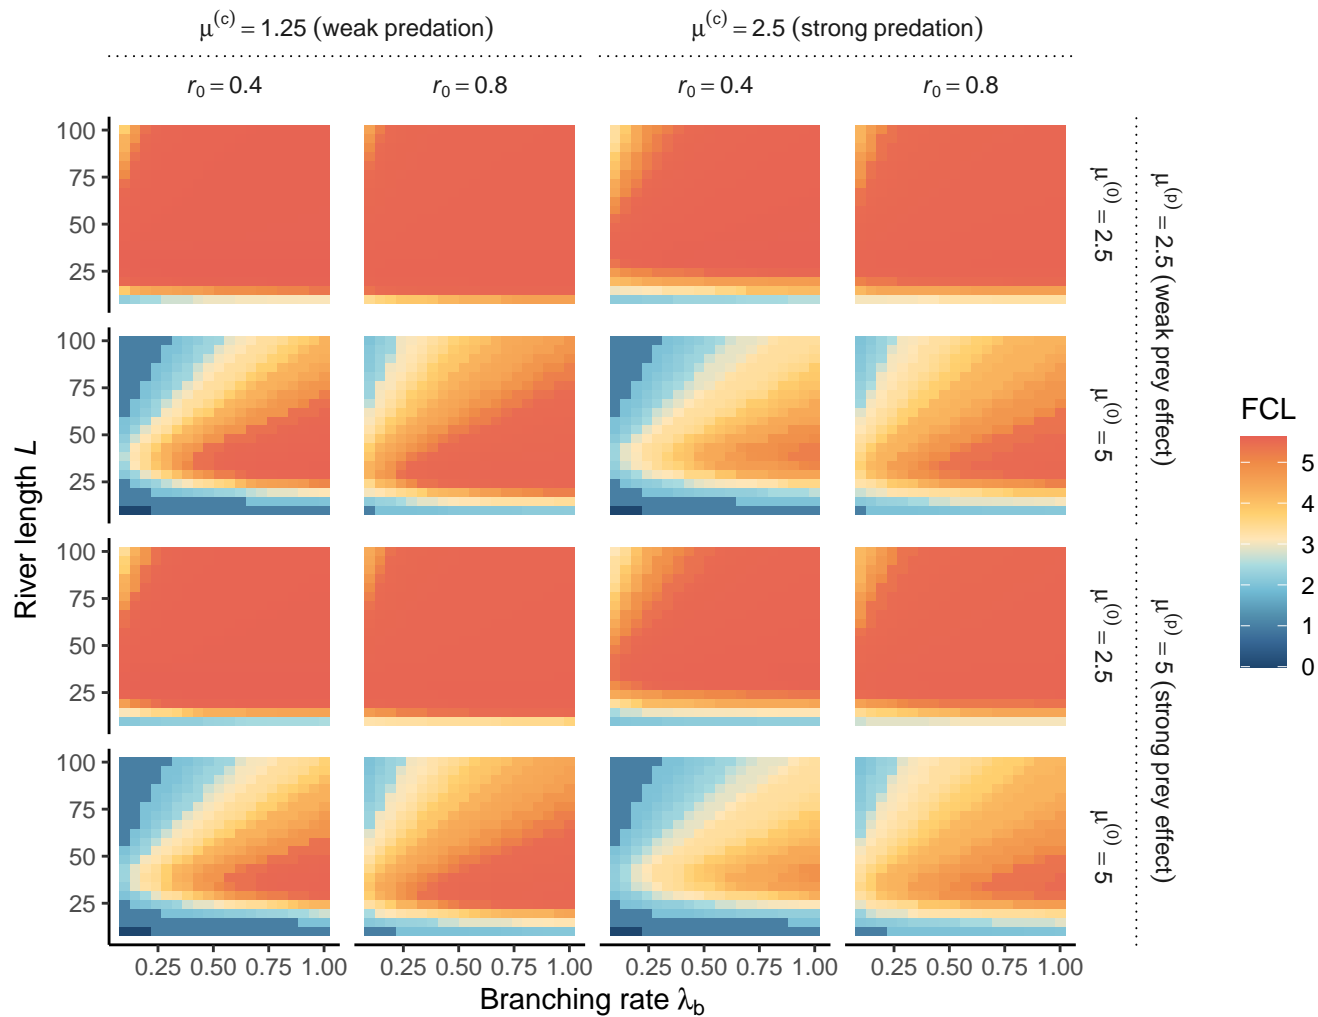 μ(c) = 1.25 (weak predation) μ(c) = 2.5 (strong predation)
r0 = 0.4 r0 = 0.8 r0 = 0.4 r0 = 0.8
100
75
50
25
μ(0) = 2.5
100
75
50
25
μ(0) = 5
μ(p) = 2.5 (weak prey effect)
100
75
50
25
μ(0) = 2.5
100
75
50
25
μ(0) = 5
μ(p) = 5 (strong prey effect)
River length L
0.25 0.50 0.75 1.00 0.25 0.50 0.75 1.00 0.25 0.50 0.75 1.00 0.25 0.50 0.75 1.00
Branching rate λb
FCL
5
4
3
2
1
0